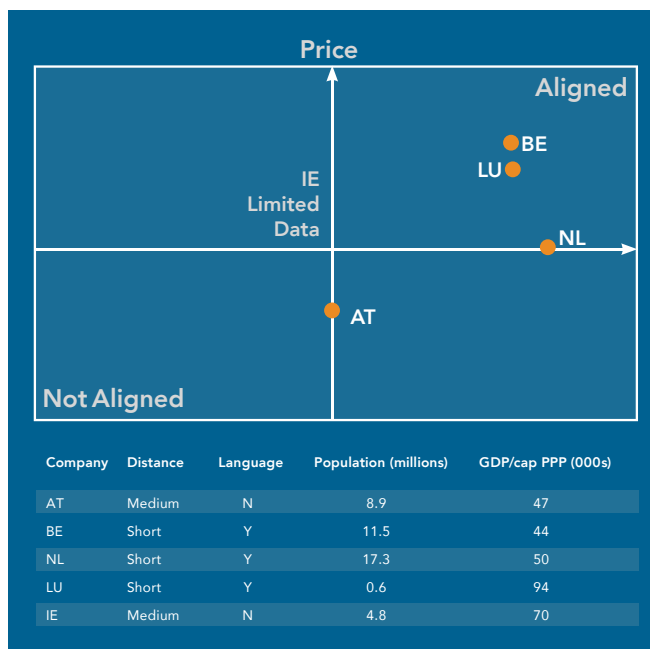 Price
Aligned
BE
LU
IE
Limited
Data
NL
AT
Not Aligned
Company Distance Language Population (millions) GDP/cap PPP (000s)
AT Medium N 8.9 47
BE Short Y 11.5 44
NL Short Y 17.3 50
LU Short Y 0.6 94
IE Medium N 4.8 70